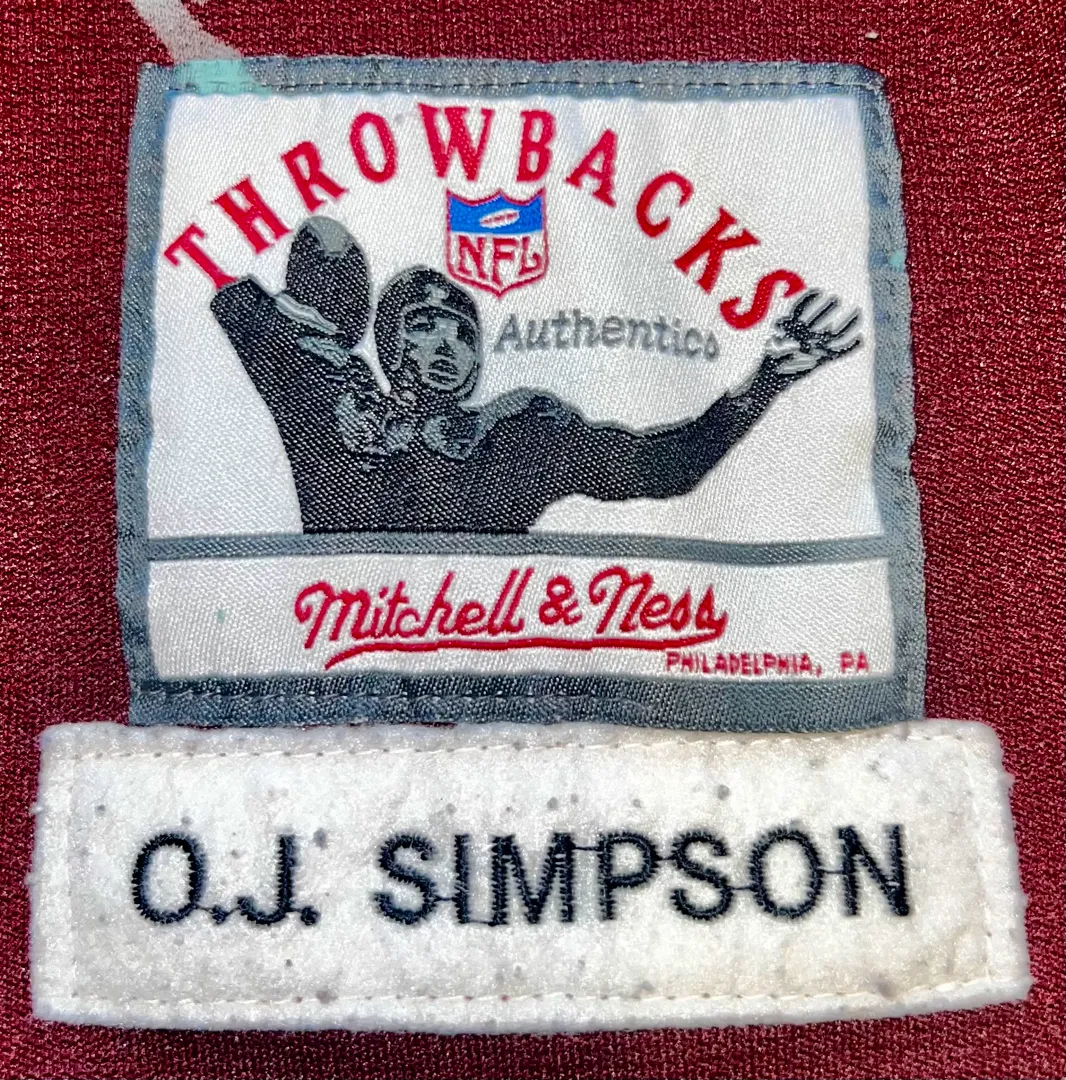 THROWBACKS
NFL
Authentics
Mitchell & Ness
PHILADELPHIA, PA
O.J. SIMPSON